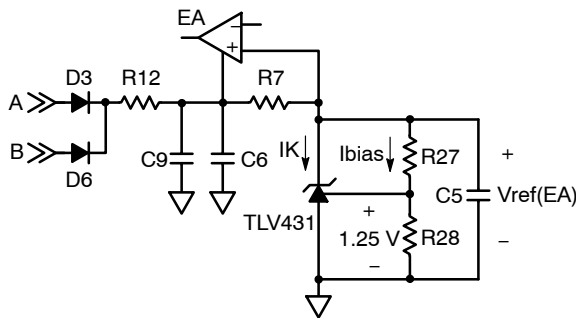 EA
−
+
D3
R12
R7
A
B
D6
C9
C6
IK
Ibias
R27
+
C5
Vref(EA)
−
TLV431
+
1.25 V
−
R28